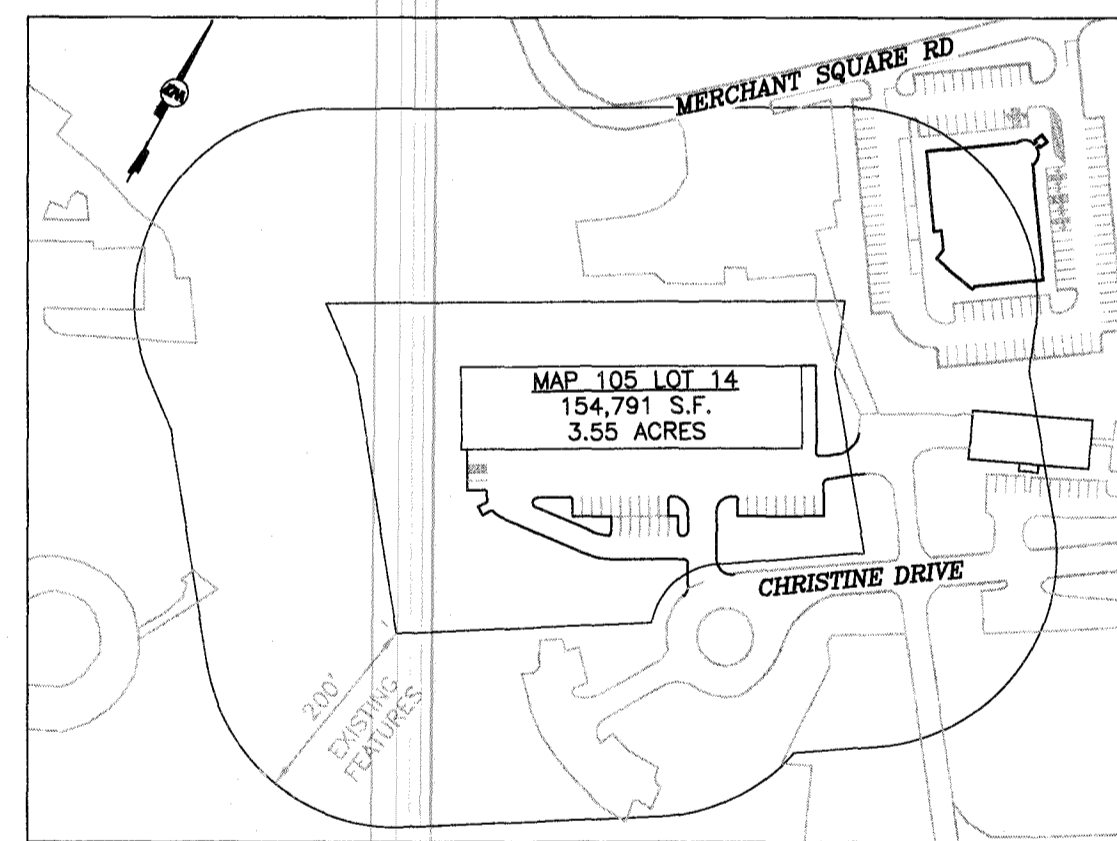 MERCHANT SQUARE RD
MAP 105 LOT 14
154,791 S.F.
3.55 ACRES
CHRISTINE DRIVE
200'
EXISTING
FEATURES